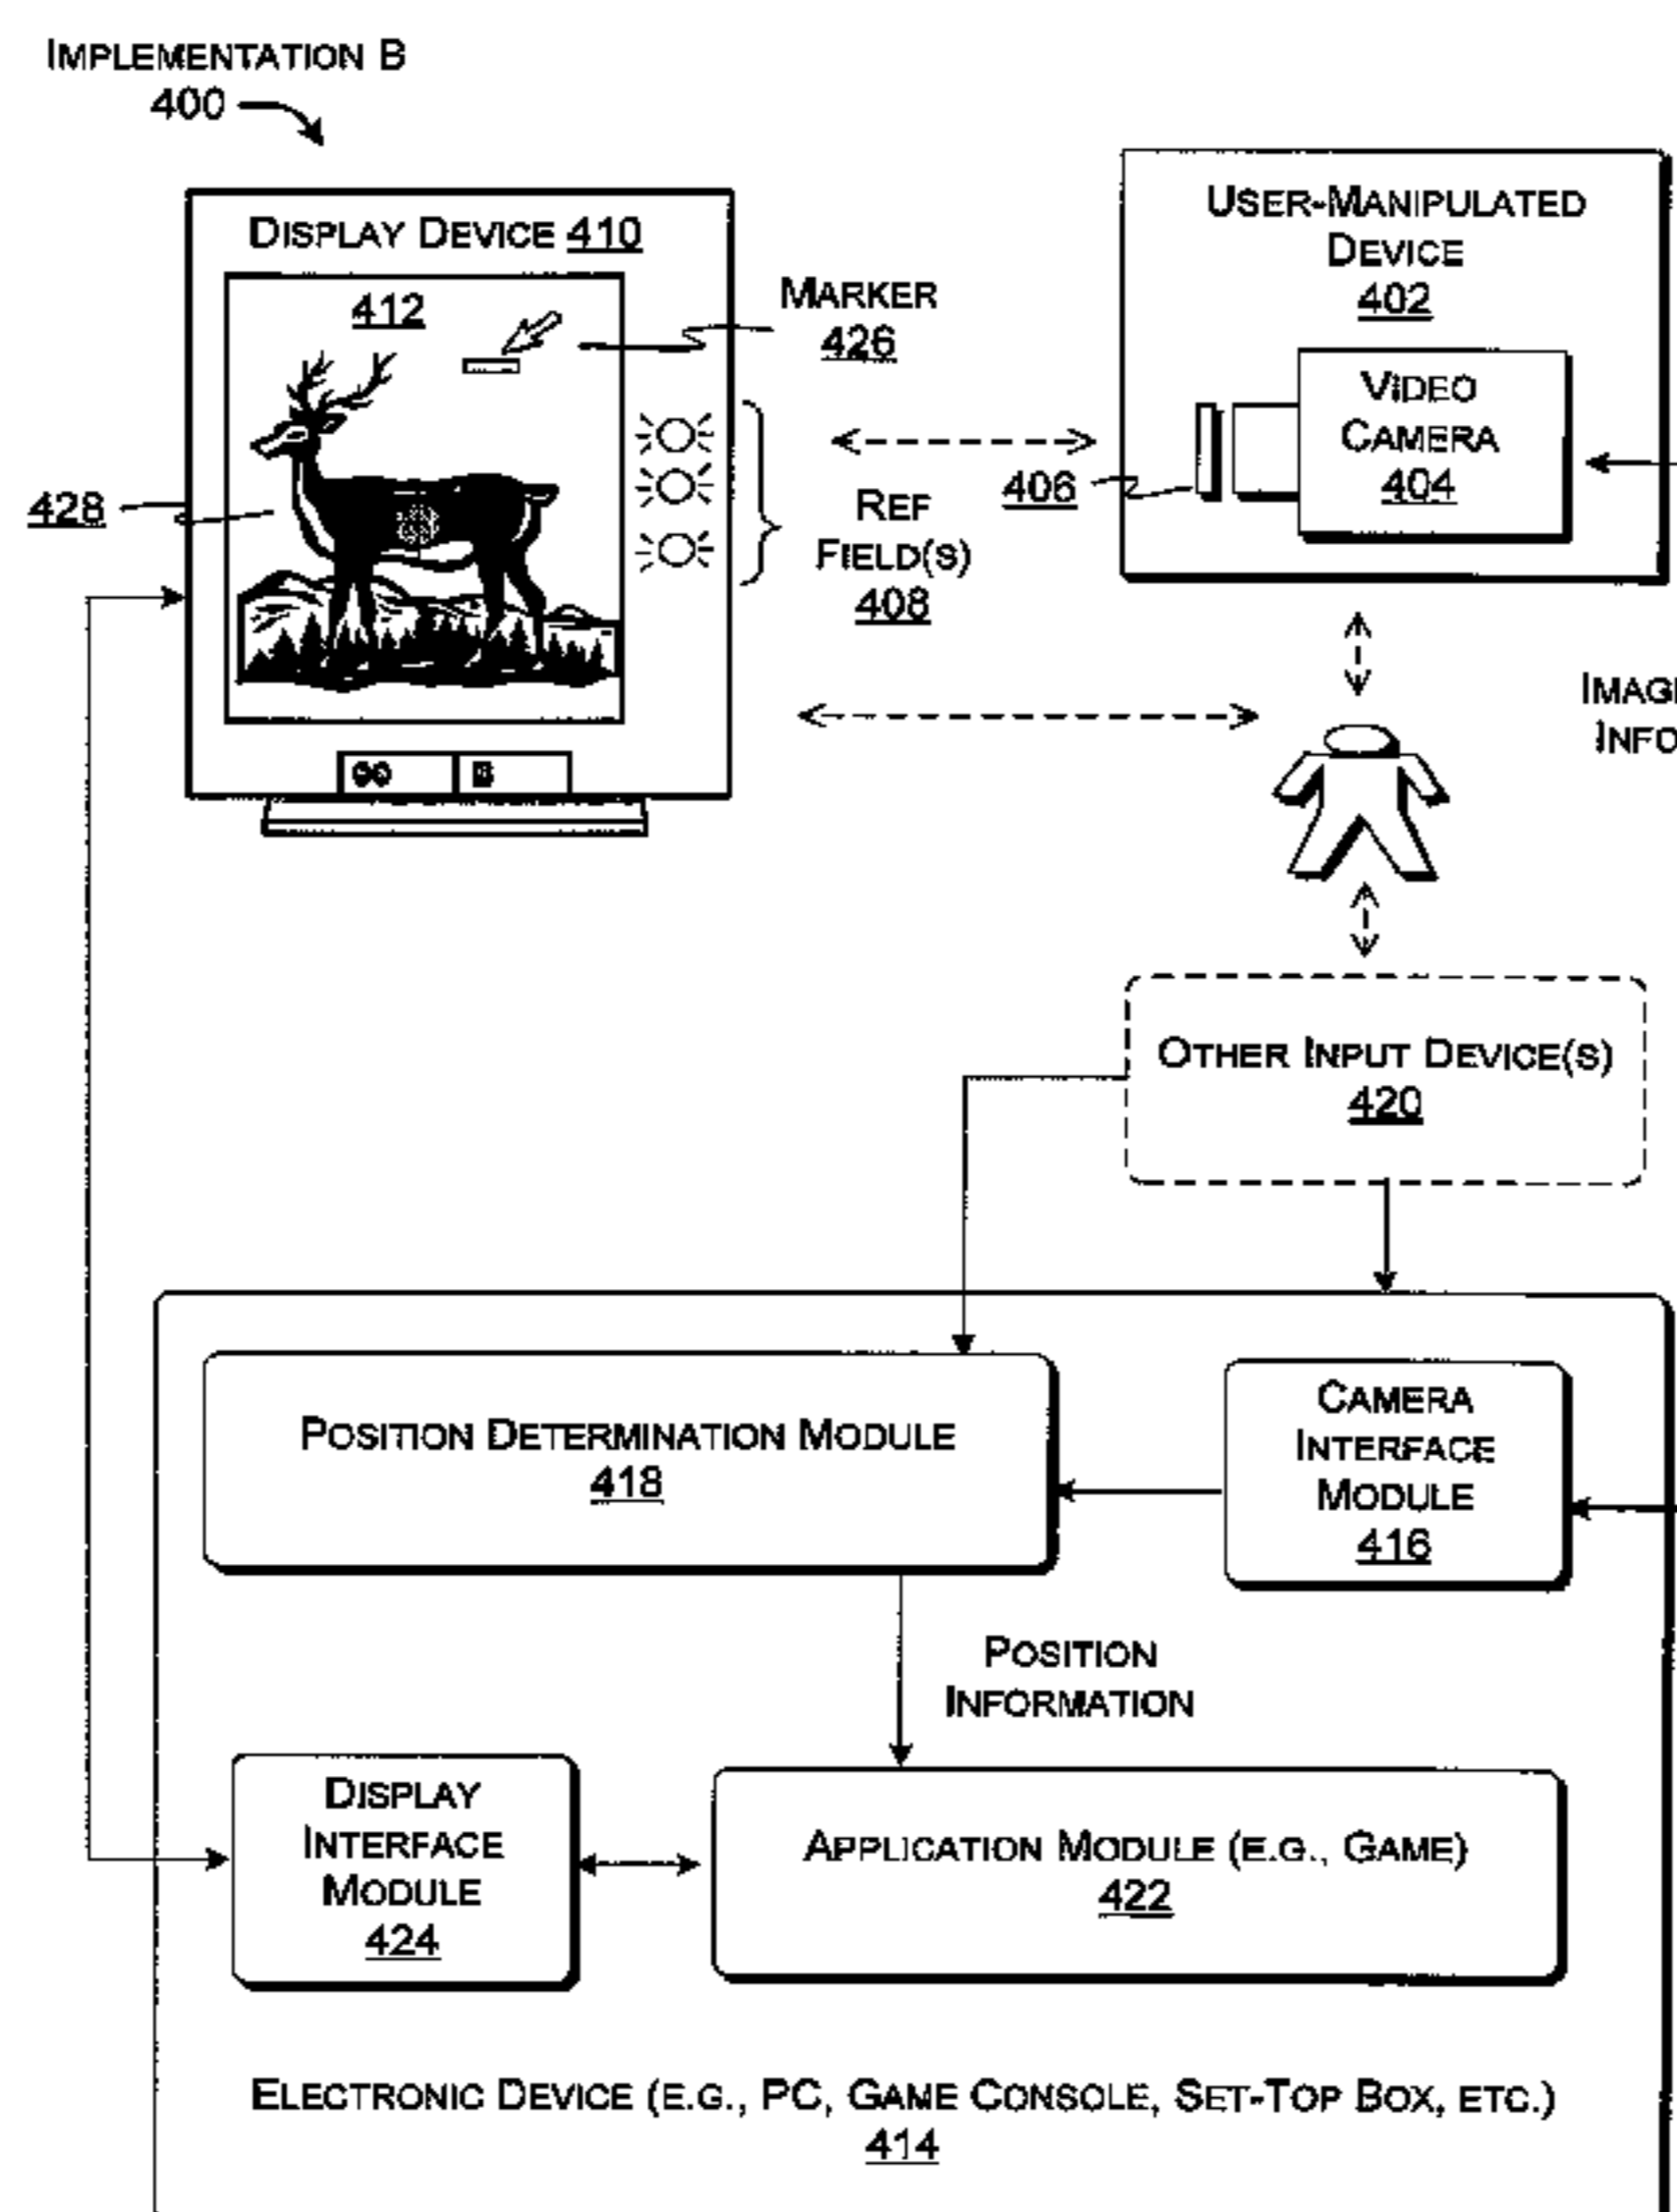 IMPLEMENTATION B
400
DISPLAY DEVICE 410
412
MARKER
426
428
REF
FIELD(S)
408
USER-MANIPULATED
DEVICE
402
VIDEO
CAMERA
404
406
INFO
OTHER INPUT DEVICE(S)
420
POSITION DETERMINATION MODULE
418
CAMERA
INTERFACE
MODULE
416
POSITION
INFORMATION
DISPLAY
INTERFACE
MODULE
424
APPLICATION MODULE (E.G., GAME)
422
ELECTRONIC DEVICE (E.G., PC, GAME CONSOLE, SET-TOP BOX, ETC.)
414